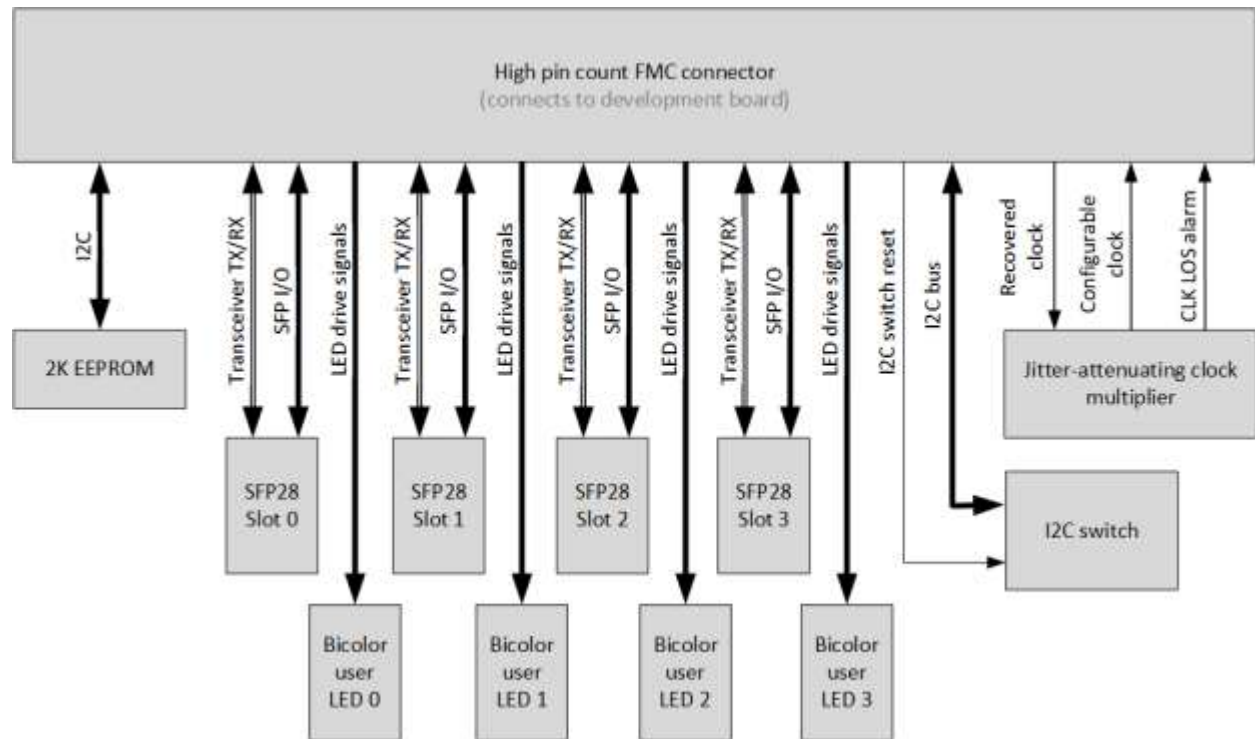 High pin count FMC connector
(connects to development board)
I2C
Transceiver TX/RX
SFP I/O
LED drive signals
Transceiver TX/RX
SFP I/O
LED drive signals
Transceiver TX/RX
SFP I/O
LED drive signals
Transceiver TX/RX
SFP I/O
LED drive signals
I2C switch reset
I2C bus
Recovered
clock
Configurable
clock
CLK LOS alarm
2K EEPROM
Jitter-attenuating clock
multiplier
SFP28
Slot 0
SFP28
Slot 1
SFP28
Slot 2
SFP28
Slot 3
I2C switch
Bicolor
user
LED 0
Bicolor
user
LED 1
Bicolor
user
LED 2
Bicolor
user
LED 3